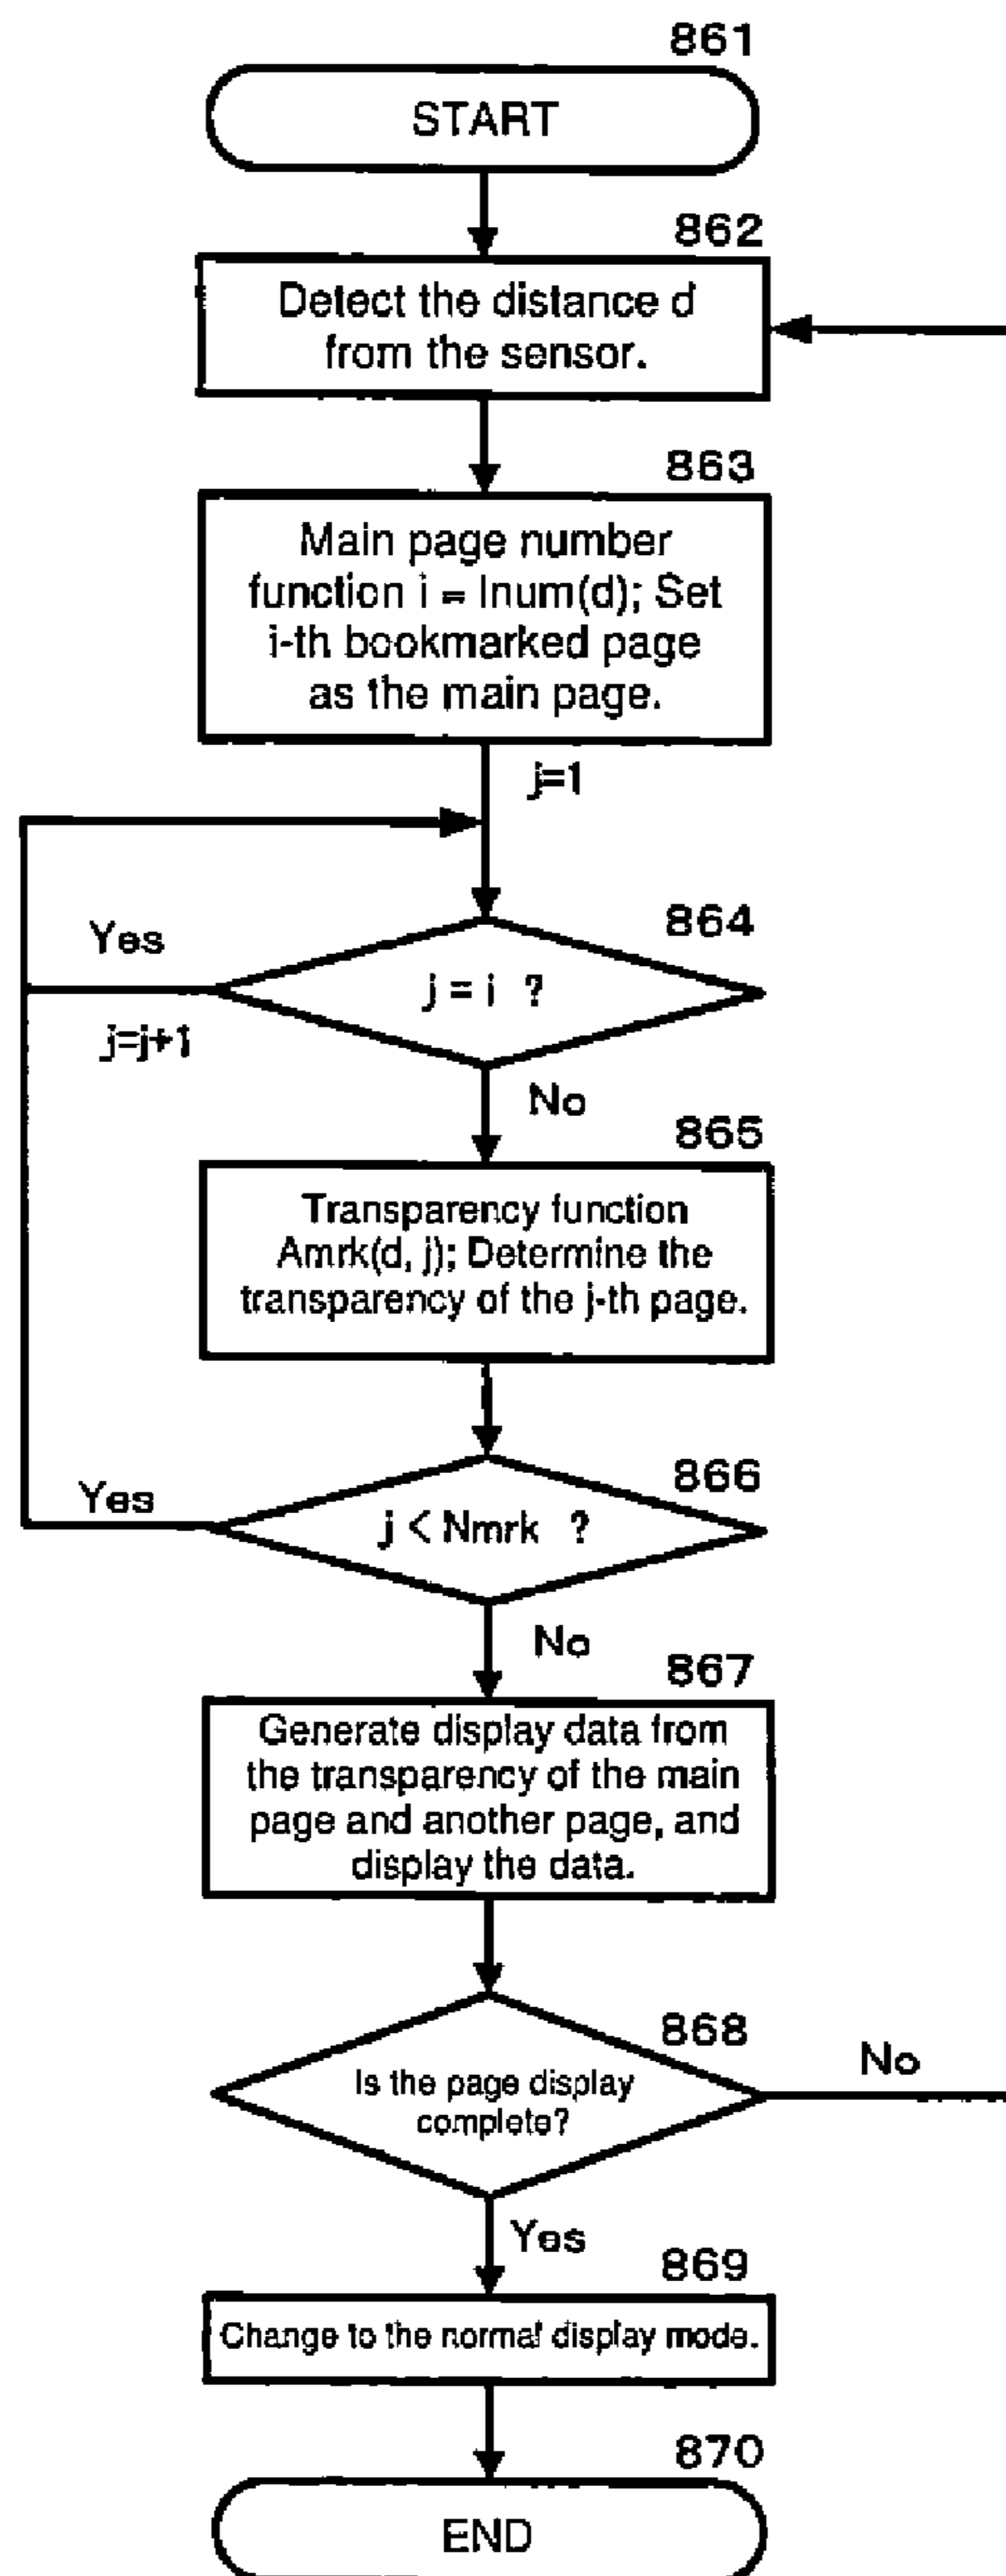 861
START
862
Detect the distance d
from the sensor.
863
Main page number
function i = Inum(d); Set
i-th bookmarked page
as the main page.
j=1
864
Yes
j = i ?
j=j+1
No
865
Transparency function
Amrk(d, j); Determine the
transparency of the j-th page.
866
Yes
j < Nmrk ?
No
867
Generate display data from
the transparency of the main
page and another page, and
display the data.
868
No
Is the page display
complete?
Yes
869
Change to the normal display mode.
870
END